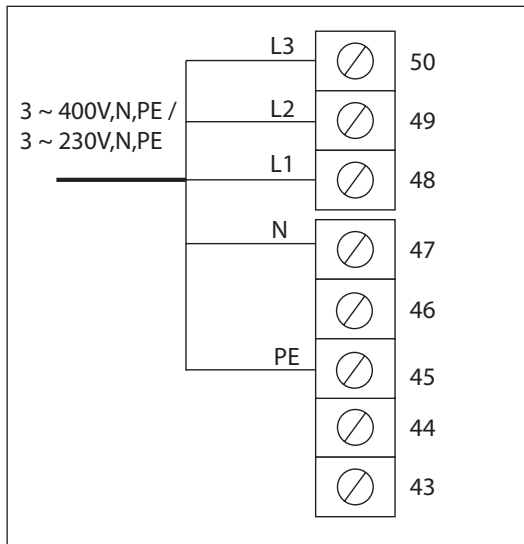 L3
50
3 ~ 400V,N,PE /
3 ~ 230V,N,PE
L2
49
L1
48
N
47
46
PE
45
44
43